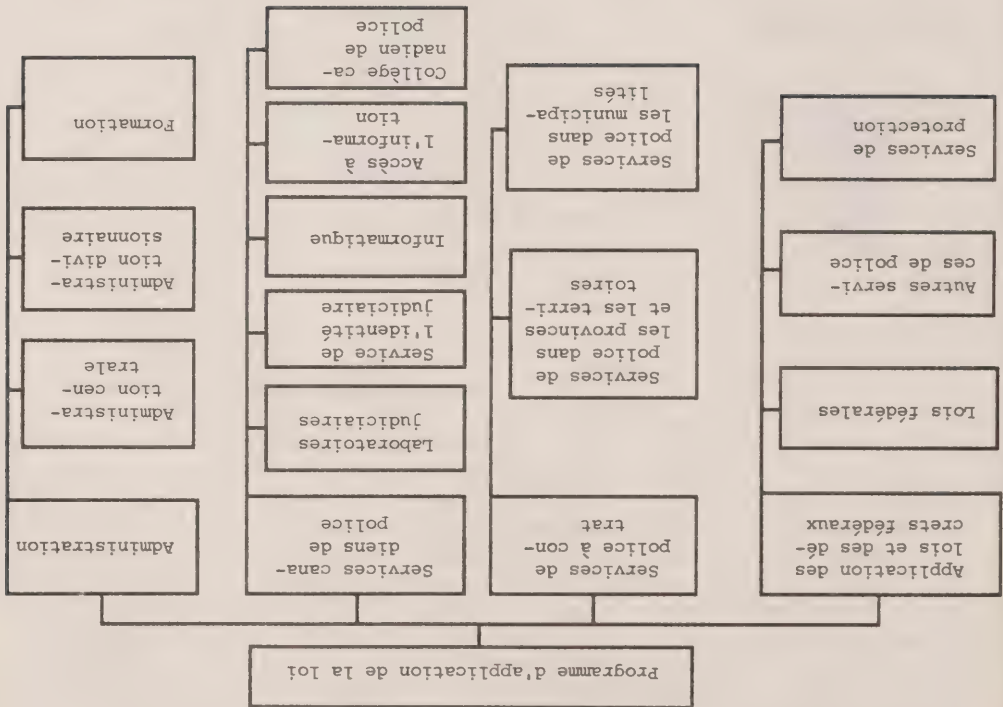 Programme d'application de la loi
Application des
lois et des dé-
crets fédéraux
Lois fédérales
Autres servi-
ces de police
Services de
protection
Services de
police à con-
trat
Services de
police dans
les provinces
et les terri-
toires
Services de
police dans
les municipa-
lités
Services cana-
diens de
police
Laboratoires
judiciaires
Service de
l'identité
judiciaire
Informatique
Accès à
l'informa-
tion
Collège ca-
nadien de
police
Administration
Administra-
tion cen-
trale
Administra-
tion divi-
sionnaire
Formation